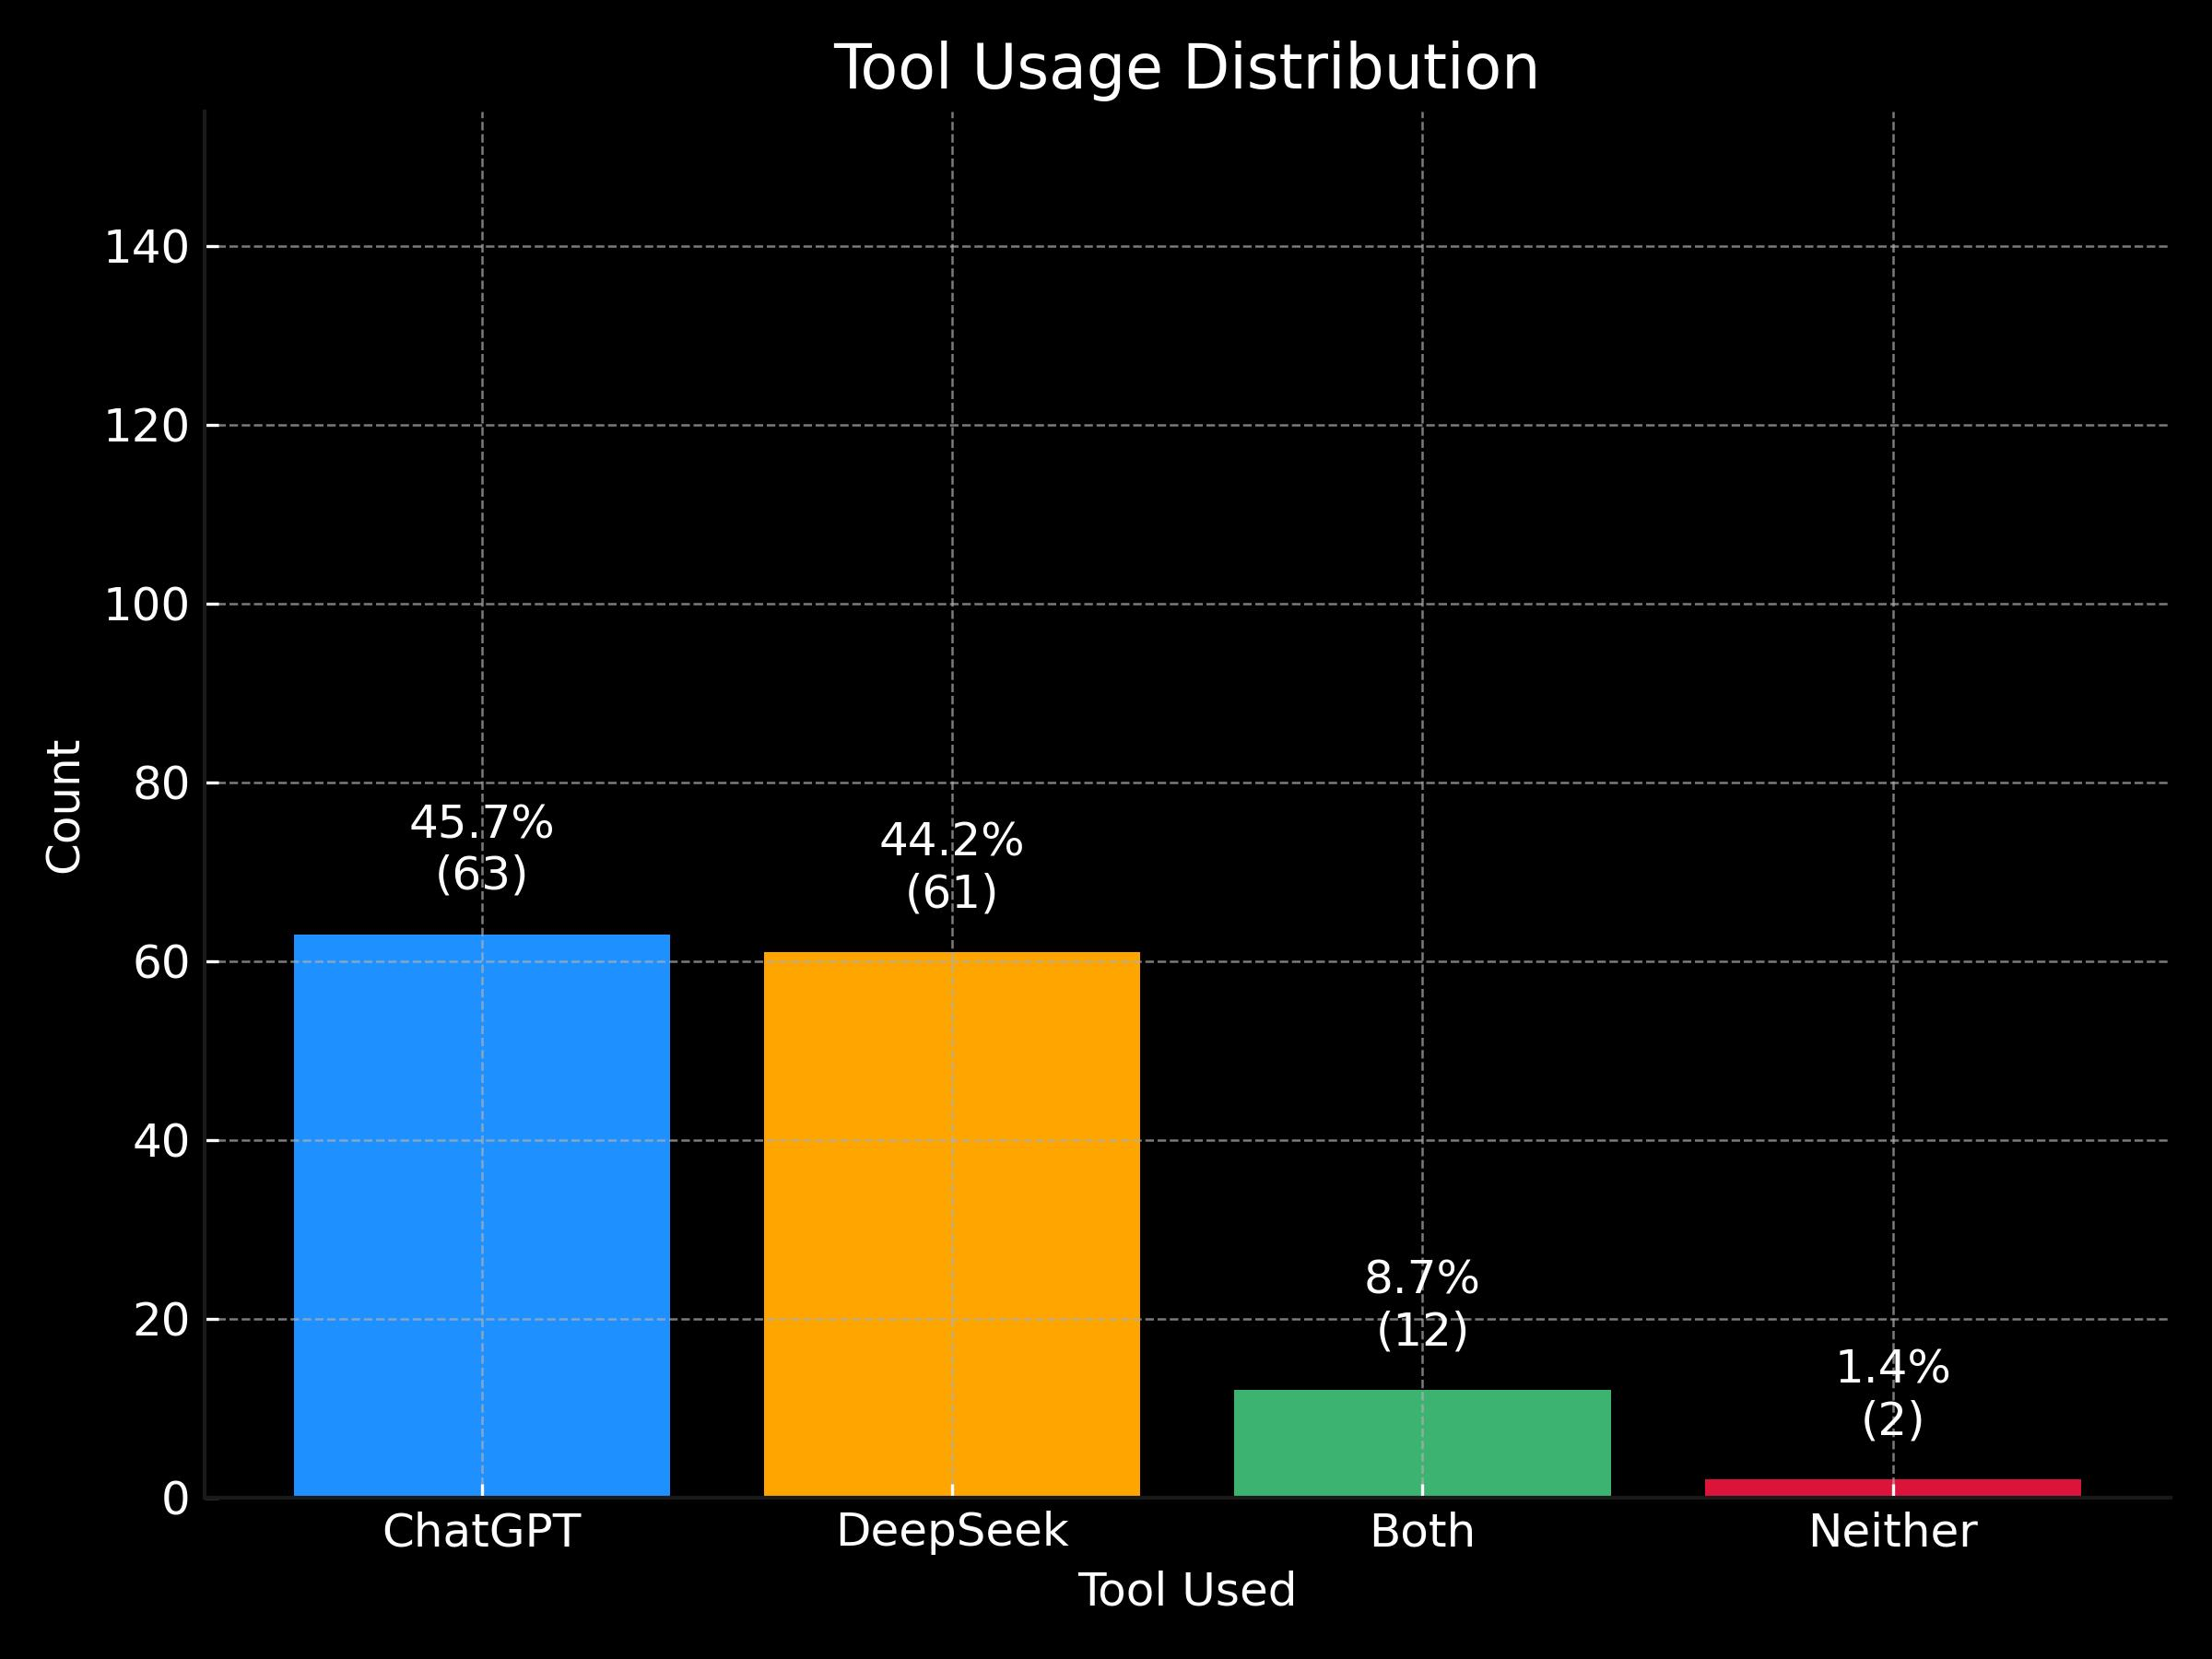 Tool Usage Distribution
Count
140
120
100
80
60
40
20
0
45.7%
(63)
44.2%
(61)
8.7%
(12)
1.4%
(2)
ChatGPT
DeepSeek
Both
Neither
Tool Used